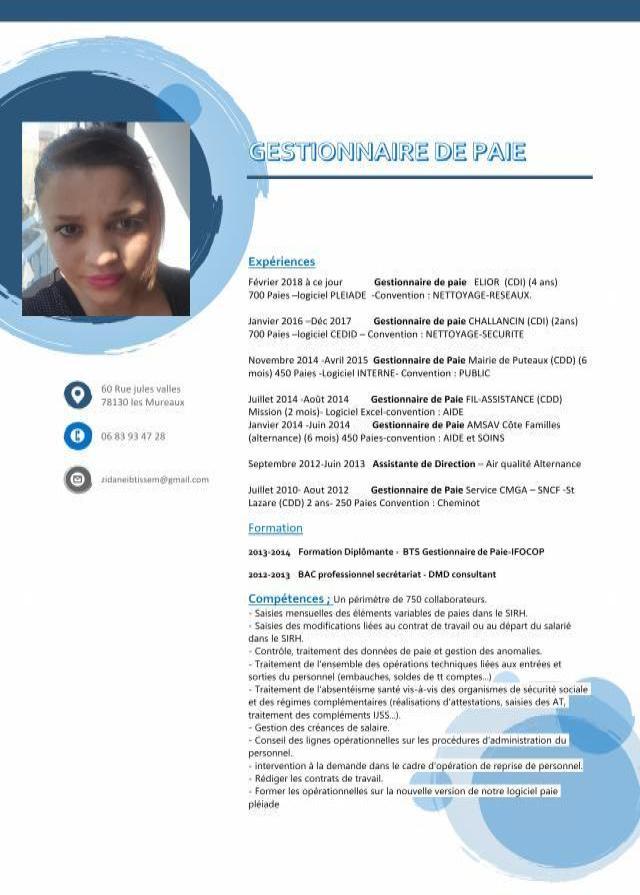 GESTIONNAIRE DE PAIE
Expériences
Février 2018 à ce jour Gestionnaire de paie ELIOR (CDI) (4 ans)
700 Paies –logiciel PLEIADE -Convention : NETTOYAGE-RESEAUX.
Janvier 2016 –Déc 2017 Gestionnaire de paie CHALLANCIN (CDI) (2ans)
700 Paies –logiciel CEDID – Convention : NETTOYAGE-SECURITE
Novembre 2014 -Avril 2015 Gestionnaire de Paie Mairie de Puteaux (CDD) (6
mois) 450 Paies -Logiciel INTERNE- Convention : PUBLIC
Juillet 2014 -Août 2014 Gestionnaire de Paie FIL-ASSISTANCE (CDD)
Mission (2 mois)- Logiciel Excel-convention : AIDE
Janvier 2014 -Juin 2014 Gestionnaire de Paie AMSAV Côte Familles
(alternance) (6 mois) 450 Paies-convention : AIDE et SOINS
Septembre 2012-Juin 2013 Assistante de Direction – Air qualité Alternance
Juillet 2010- Aout 2012 Gestionnaire de Paie Service CMGA – SNCF -St
Lazare (CDD) 2 ans- 250 Paies Convention : Cheminot
60 Rue jules valles
78130 les Mureaux
06 83 93 47 28
zidaneibtissem@gmail.com
Formation
2013-2014 Formation Diplômante - BTS Gestionnaire de Paie-IFOCOP
2012-2013 BAC professionnel secrétariat - DMD consultant
Compétences ; Un périmètre de 750 collaborateurs.
- Saisies mensuelles des éléments variables de paies dans le SIRH.
- Saisies des modifications liées au contrat de travail ou au départ du salarié
dans le SIRH.
- Contrôle, traitement des données de paie et gestion des anomalies.
- Traitement de l'ensemble des opérations techniques liées aux entrées et
sorties du personnel (embauches, soldes de tt comptes...)
- Traitement de l'absentéisme santé vis-à-vis des organismes de sécurité sociale
et des régimes complémentaires (réalisations d'attestations, saisies des AT,
traitement des compléments IJSS...).
- Gestion des créances de salaire.
- Conseil des lignes opérationnelles sur les procédures d'administration du
personnel.
- intervention à la demande dans le cadre d'opération de reprise de personnel.
- Rédiger les contrats de travail.
- Former les opérationnelles sur la nouvelle version de notre logiciel paie
pléiade